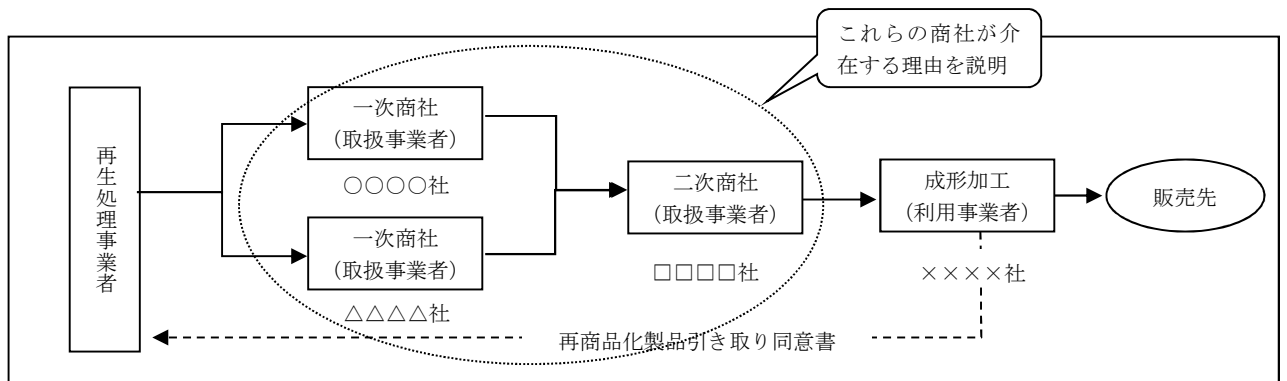 これらの商社が介
在する理由を説明
再生処理事業者
一次商社
(取扱事業者)
○○○○社
一次商社
(取扱事業者)
△△△△社
二次商社
(取扱事業者)
□□□□社
成形加工
(利用事業者)
××××社
販売先
再商品化製品引き取り同意書